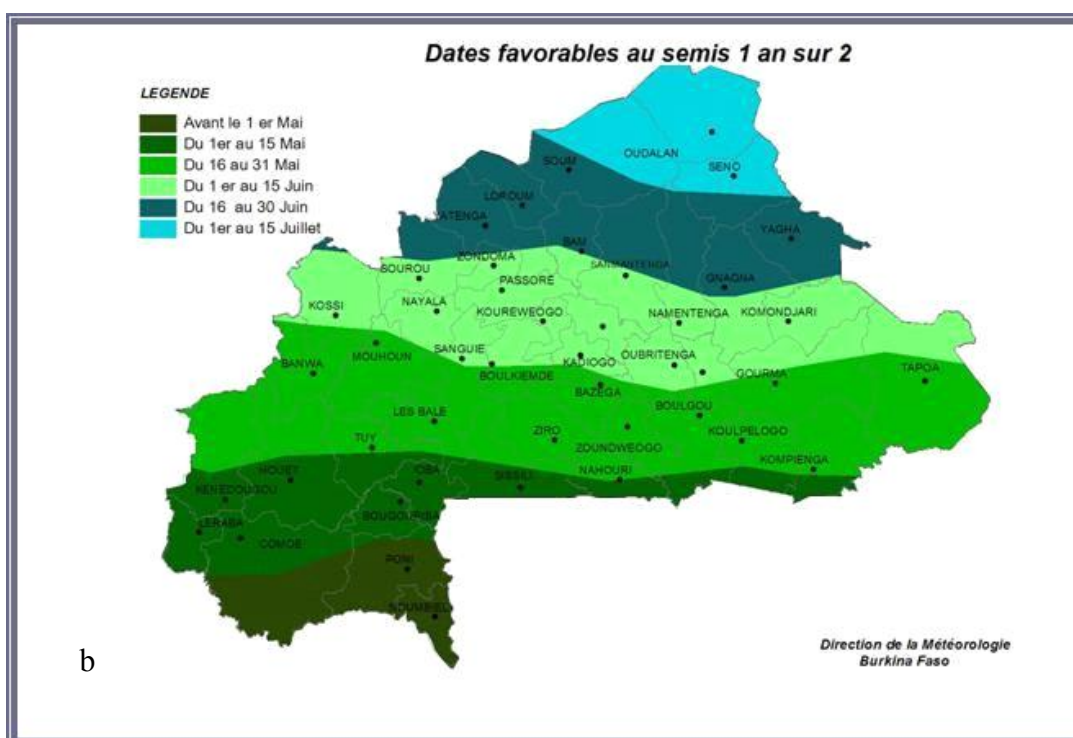 Dates favorables au semis 1 an sur 2
LEGENDE
Avant le 1 er Mai
Du 1er au 15 Mai
Du 16 au 31 Mai
Du 1 er au 15 Juin
Du 16 au 30 Juin
Du 1er au 15 Juillet
OUDALAN
SOUM
SENO
LOROUM
YATENGA
YAGHA
BAM
ZONDOMA
SANMANTENGA
SOUROU
PASSORÉ
GNAGNA
NAYALA
KOSSI
KOUREWEOGO
NAMENTENGA
KOMONDJARI
SANGUIE
MOUHOUN
KADIOGO
OUBRITENGA
BANWA
BOULKIEMDE
GOURMA
TAPOA
BAZEGA
BOULGOU
LES BALE
ZIRO
KOULPELOGO
TUY
ZOUNDWEOGO
KOMPIENGA
HOUET
IOBA
SISSILI
NAHOURI
KENEDOUGOU
LERABA
BOUGOURIBA
COMOE
PONI
NOUMBIEL
Direction de la Météorologie
Burkina Faso
b